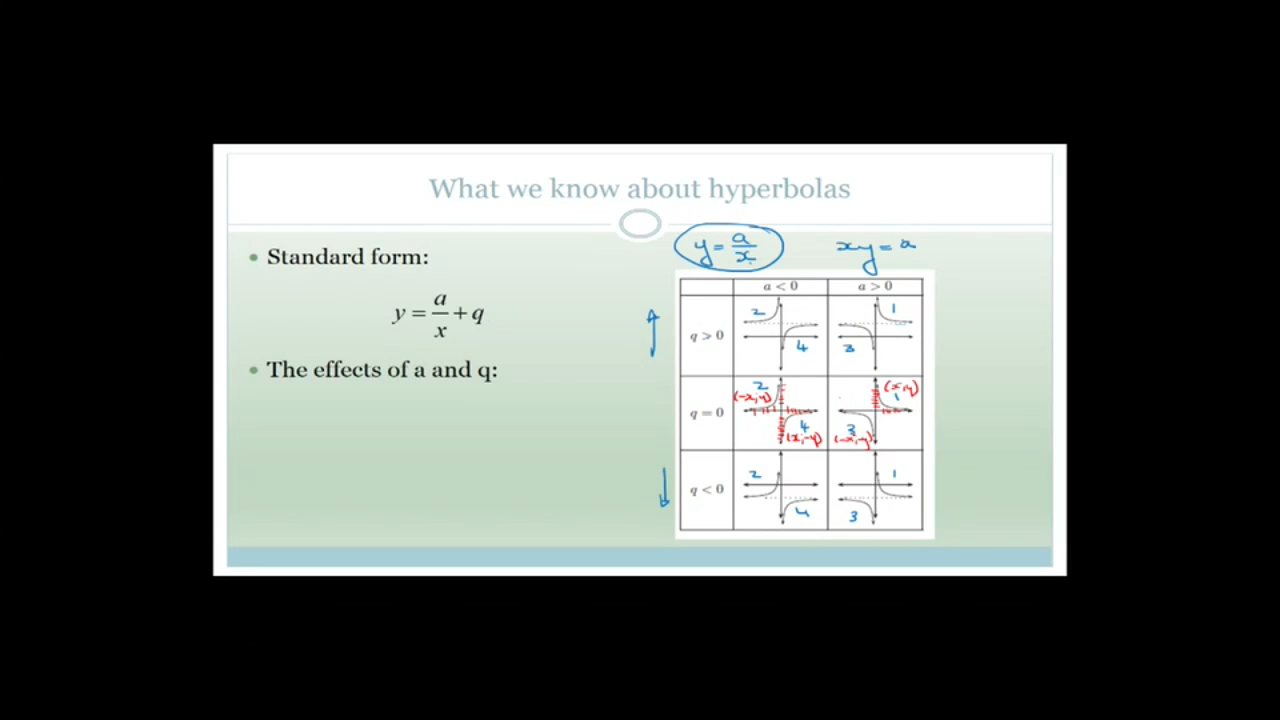 What we know about hyperbolas
• Standard form:
y = a/x + q
• The effects of a and q:
y = a/x
xy = a
a < 0 a > 0
q > 0
2 1
4 3
q = 0
2 (x;y)
(-x;y) 1
4 3
(x;-y) (-x;-y)
q < 0
2 1
4 3